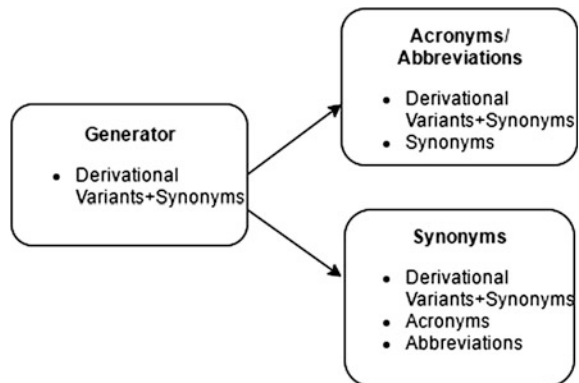 Generator
• Derivational
Variants+Synonyms
Acronyms/
Abbreviations
• Derivational
Variants+Synonyms
• Synonyms
Synonyms
• Derivational
Variants+Synonyms
• Acronyms
• Abbreviations